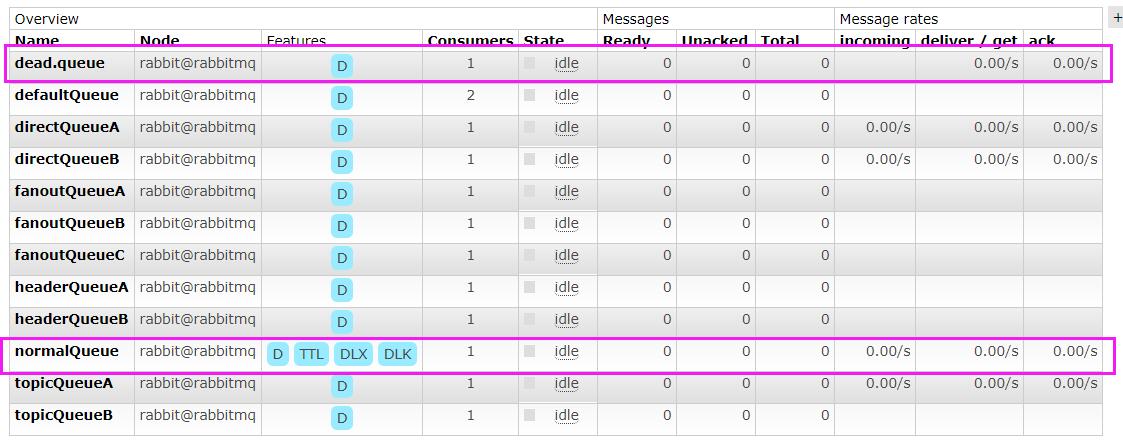 Overview Messages Message rates +
Name Node Features Consumers State Ready Unacked Total incoming deliver / get ack
dead.queue rabbit@rabbitmq D 1 idle 0 0 0 0.00/s 0.00/s
defaultQueue rabbit@rabbitmq D 2 idle 0 0 0
directQueueA rabbit@rabbitmq D 1 idle 0 0 0 0.00/s 0.00/s 0.00/s
directQueueB rabbit@rabbitmq D 1 idle 0 0 0 0.00/s 0.00/s 0.00/s
fanoutQueueA rabbit@rabbitmq D 1 idle 0 0 0
fanoutQueueB rabbit@rabbitmq D 1 idle 0 0 0
fanoutQueueC rabbit@rabbitmq D 1 idle 0 0 0
headerQueueA rabbit@rabbitmq D 1 idle 0 0 0
headerQueueB rabbit@rabbitmq D 1 idle 0 0 0
normalQueue rabbit@rabbitmq D TTL DLX DLK 1 idle 0 0 0 0.00/s 0.00/s 0.00/s
topicQueueA rabbit@rabbitmq D 1 idle 0 0 0 0.00/s 0.00/s 0.00/s
topicQueueB rabbit@rabbitmq D 1 idle 0 0 0